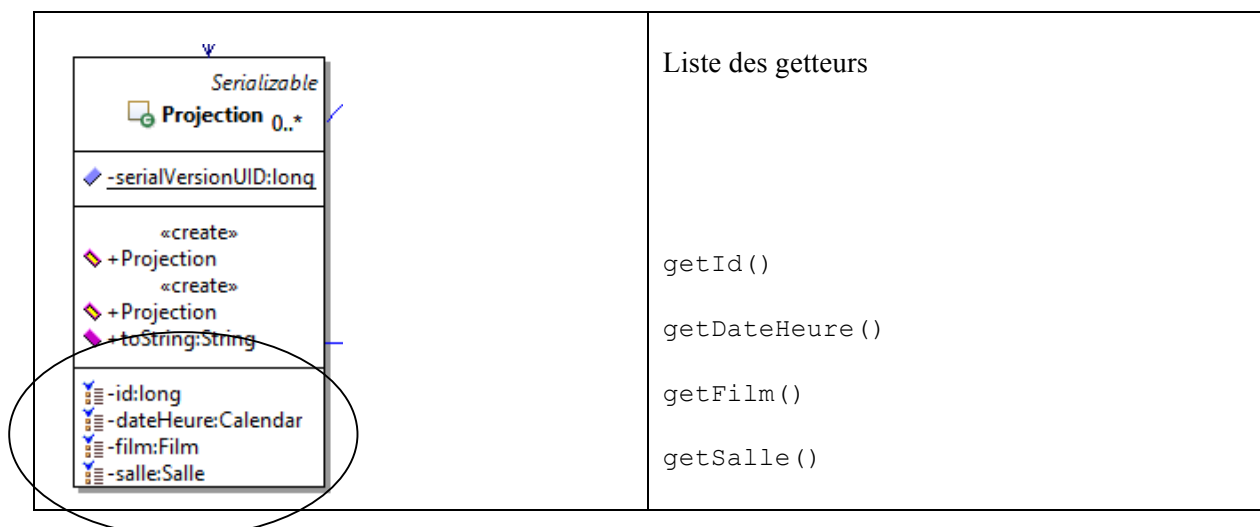 Serializable
Projection 0..*
-serialVersionUID:long
«create»
+Projection
«create»
+Projection
+toString:String
-id:long
-dateHeure:Calendar
-film:Film
-salle:Salle
Liste des getteurs
getId()
getDateHeure()
getFilm()
getSalle()